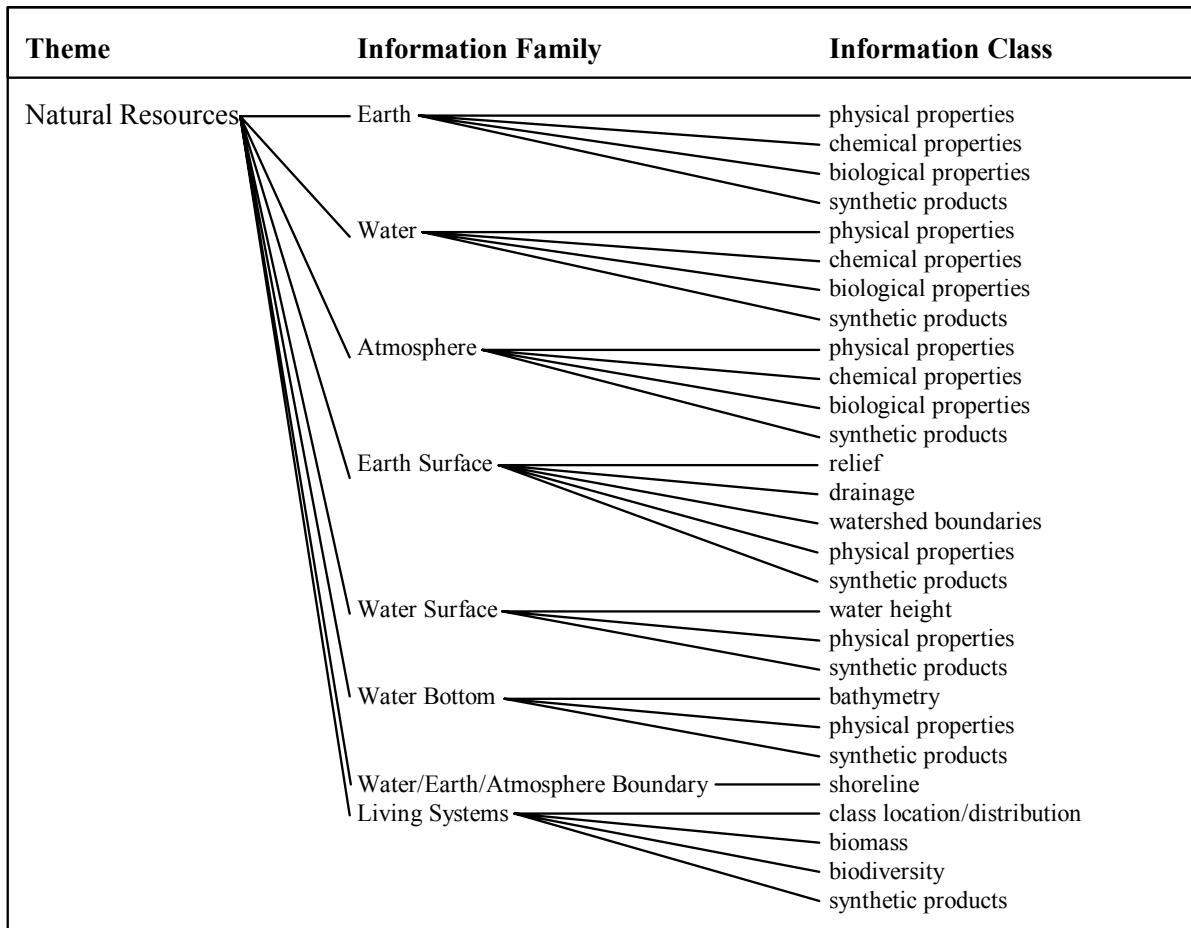 Theme Information Family Information Class
Natural Resources Earth physical properties
chemical properties
biological properties
synthetic products
Water physical properties
chemical properties
biological properties
synthetic products
Atmosphere physical properties
chemical properties
biological properties
synthetic products
Earth Surface relief
drainage
watershed boundaries
physical properties
synthetic products
Water Surface water height
physical properties
synthetic products
Water Bottom bathymetry
physical properties
synthetic products
Water/Earth/Atmosphere Boundary shoreline
Living Systems class location/distribution
biomass
biodiversity
synthetic products